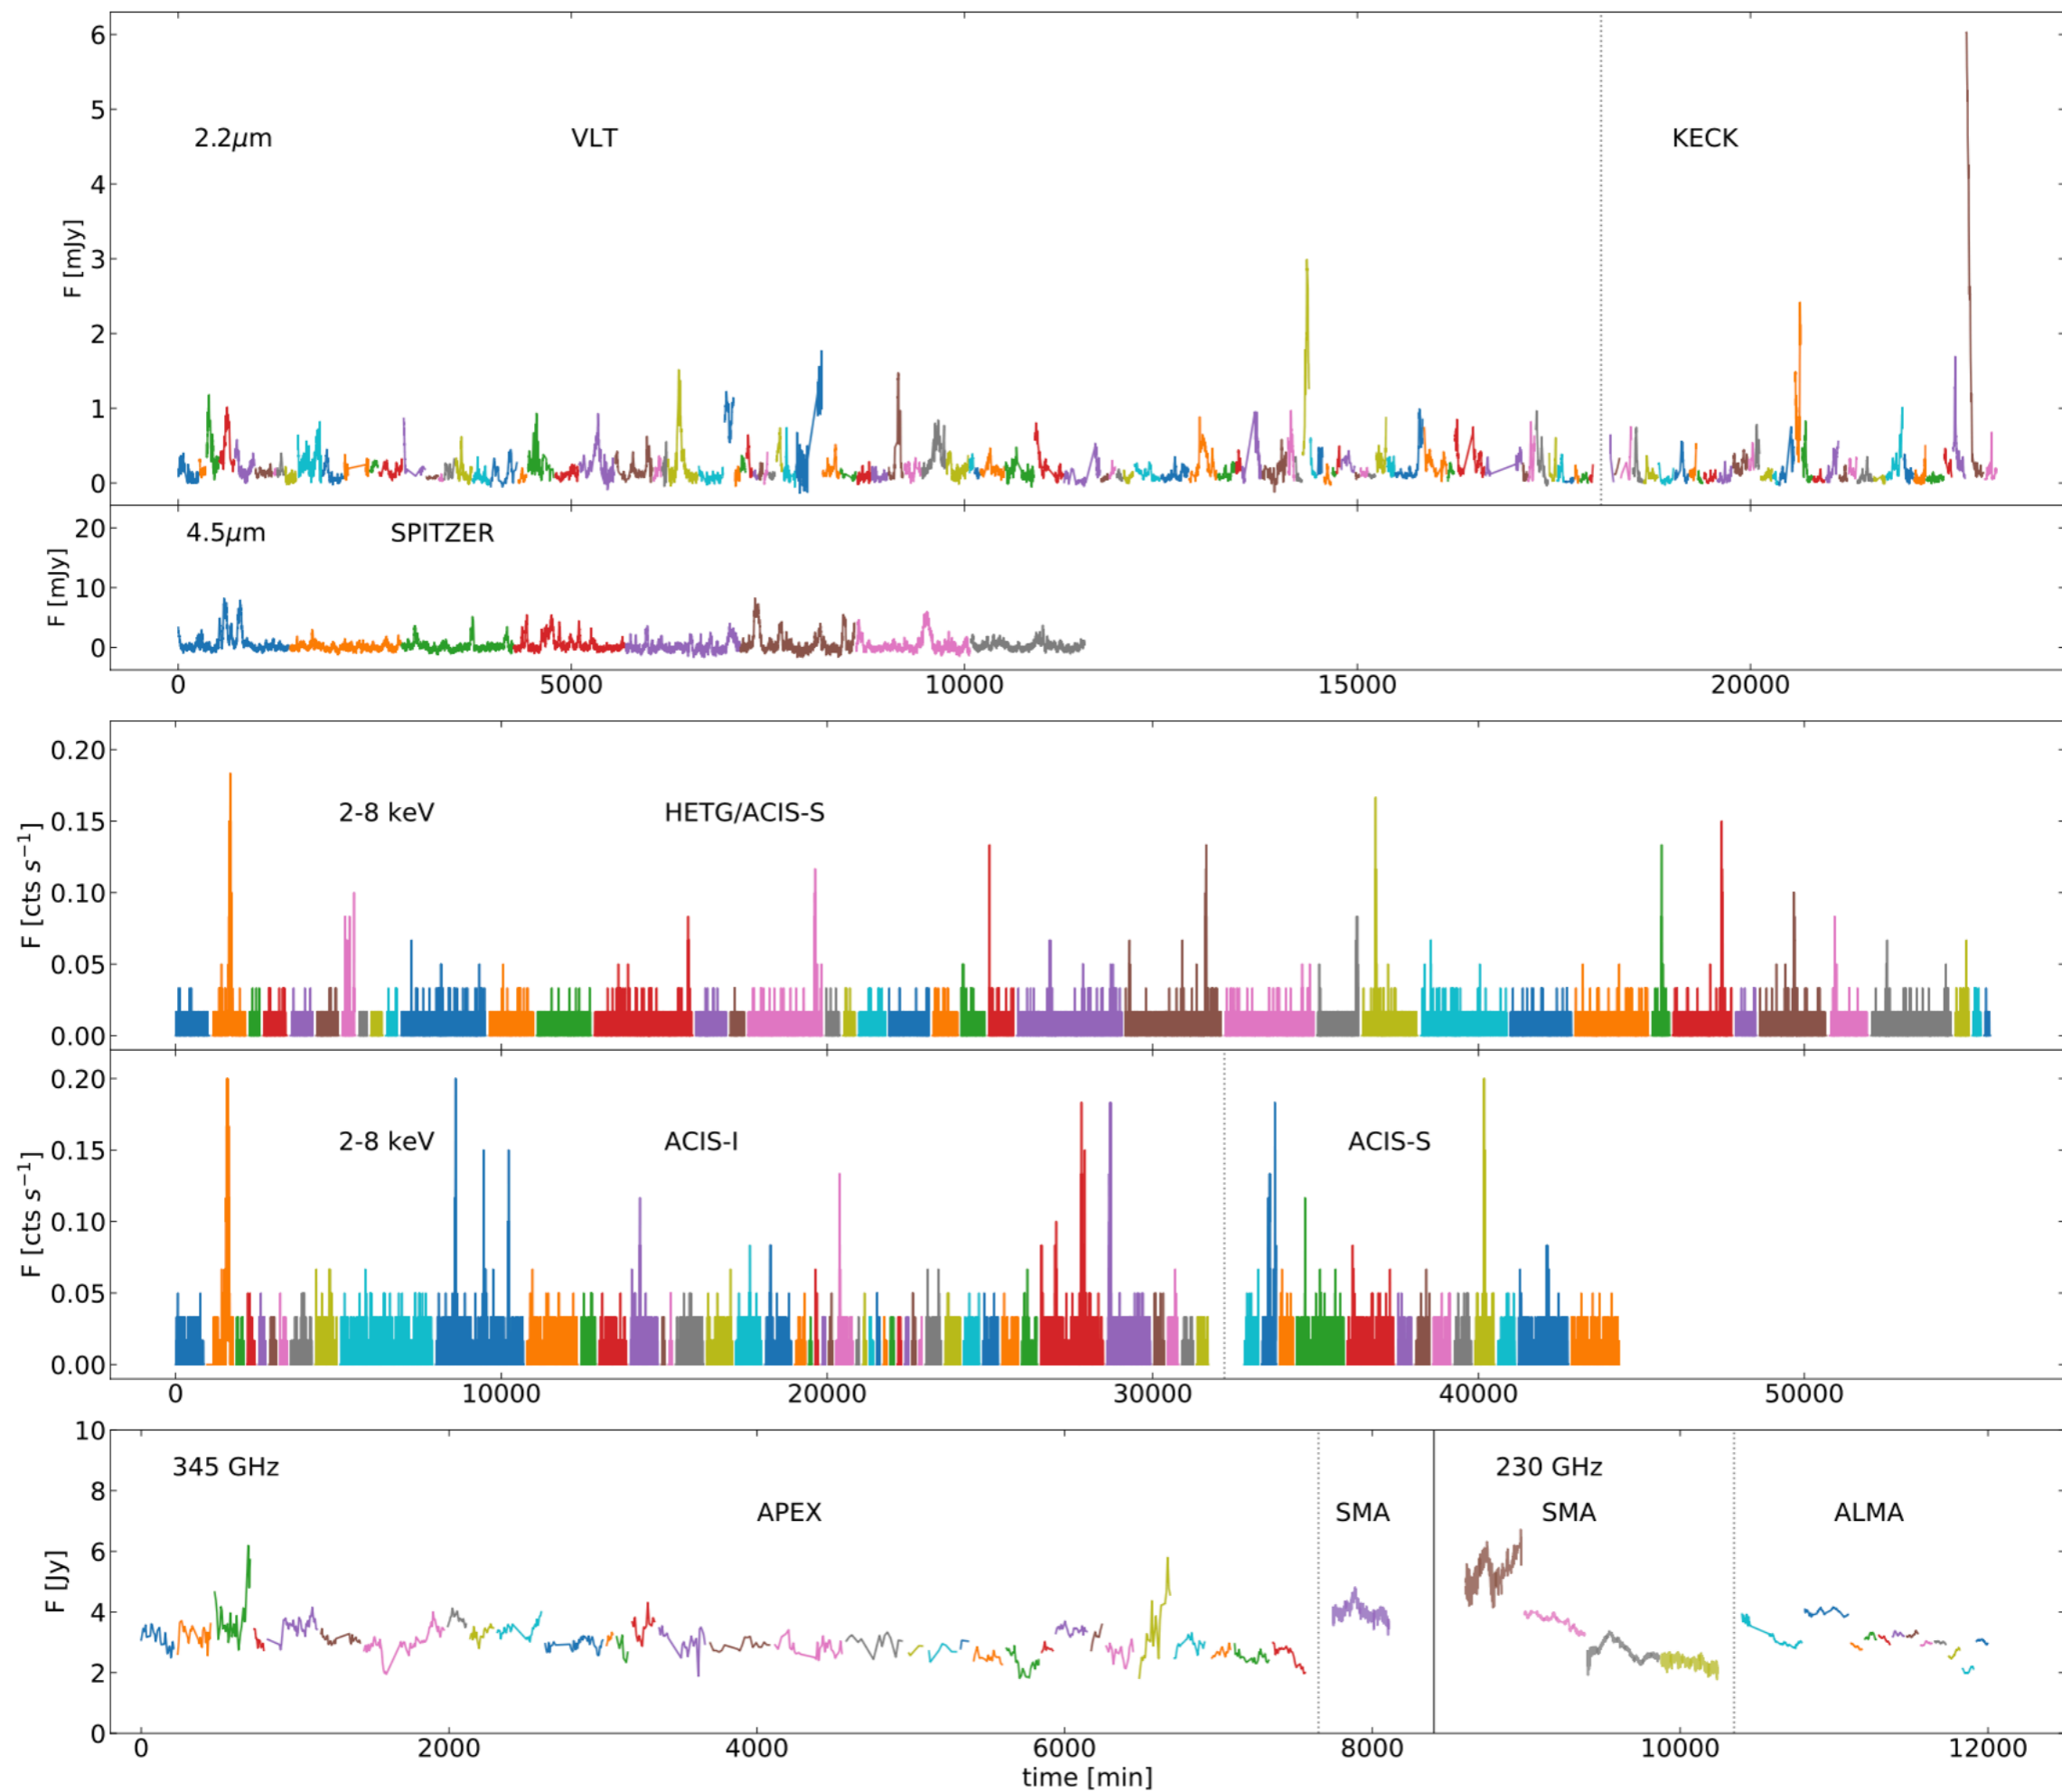 6
5
2.2μm VLT KECK
4
F [mJy]
3
2
1
0
20
4.5μm SPITZER
F [mJy]
10
0
0 5000 10000 15000 20000
0.20
0.15
2-8 keV HETG/ACIS-S
F [cts s⁻¹]
0.10
0.05
0.00
0.20
0.15
2-8 keV ACIS-I ACIS-S
F [cts s⁻¹]
0.10
0.05
0.00
0 10000 20000 30000 40000 50000
10
345 GHz 230 GHz
8
APEX SMA SMA ALMA
6
F [Jy]
4
2
0
0 2000 4000 6000 8000 10000 12000
time [min]